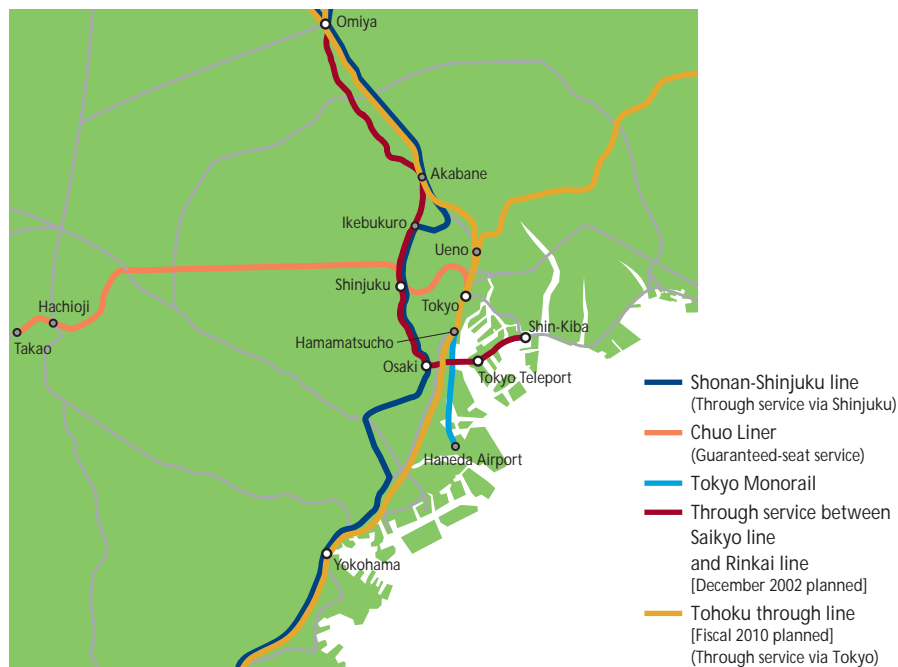 Omiya
Akabane
Ikebukuro
Ueno
Shinjuku
Tokyo
Hachioji
Takao
Hamamatsucho
Shin-Kiba
Osaki
Tokyo Teleport
Haneda Airport
Yokohama
Shonan-Shinjuku line
(Through service via Shinjuku)
Chuo Liner
(Guaranteed-seat service)
Tokyo Monorail
Through service between
Saikyo line
and Rinkai line
[December 2002 planned]
Tohoku through line
[Fiscal 2010 planned]
(Through service via Tokyo)